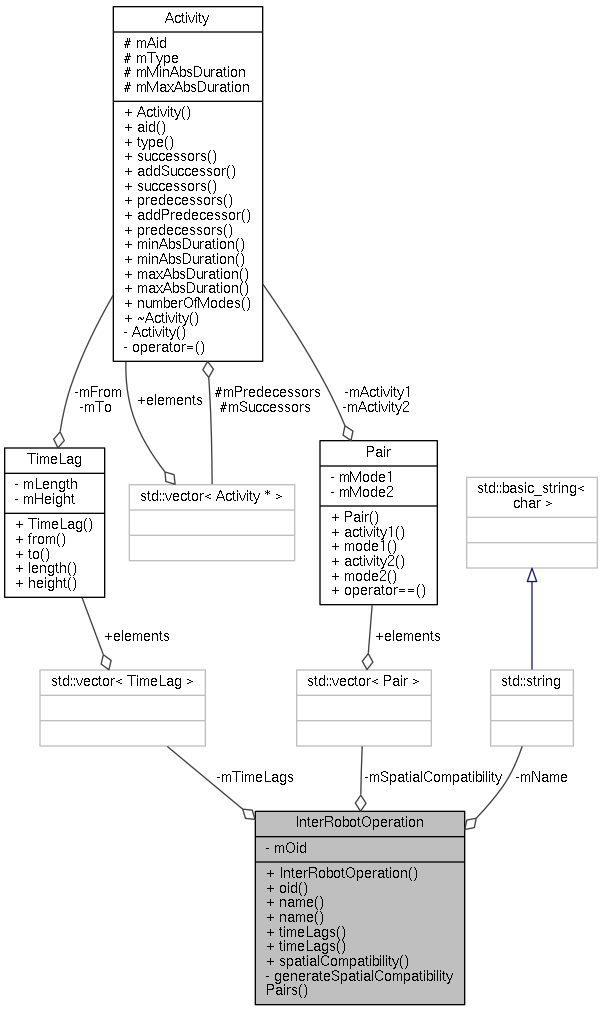 Activity
# mAid
# mType
# mMinAbsDuration
# mMaxAbsDuration
+ Activity()
+ aid()
+ type()
+ successors()
+ addSuccessor()
+ successors()
+ predecessors()
+ addPredecessor()
+ predecessors()
+ minAbsDuration()
+ minAbsDuration()
+ maxAbsDuration()
+ maxAbsDuration()
+ numberOfModes()
+ ~Activity()
- Activity()
- operator=()
-mFrom
-mTo
+elements
#mPredecessors
#mSuccessors
-mActivity1
-mActivity2
TimeLag
- mLength
- mHeight
+ TimeLag()
+ from()
+ to()
+ length()
+ height()
std::vector< Activity * >
Pair
- mMode1
- mMode2
+ Pair()
+ activity1()
+ mode1()
+ activity2()
+ mode2()
+ operator==()
std::basic_string<
char >
+elements
+elements
std::vector< TimeLag >
std::vector< Pair >
std::string
-mTimeLags
-mSpatialCompatibility
-mName
InterRobotOperation
- mOid
+ InterRobotOperation()
+ oid()
+ name()
+ name()
+ timeLags()
+ timeLags()
+ spatialCompatibility()
- generateSpatialCompatibility
Pairs()